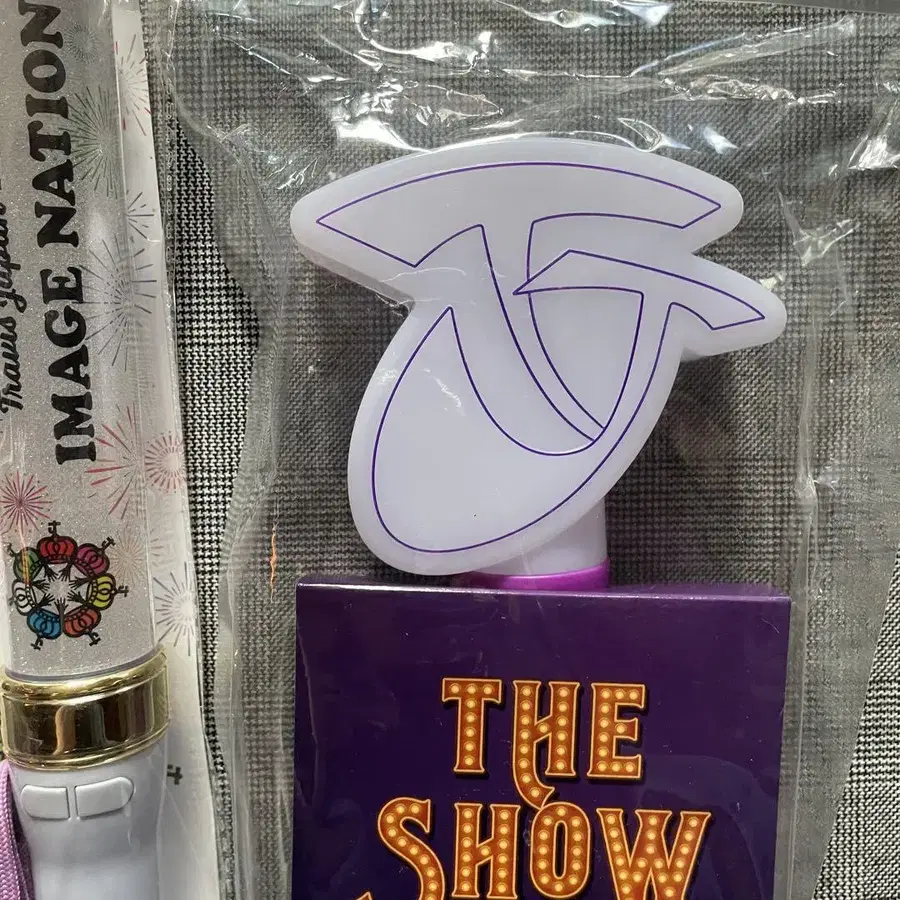 Travis Japan
IMAGE NATION
THE
SHOW